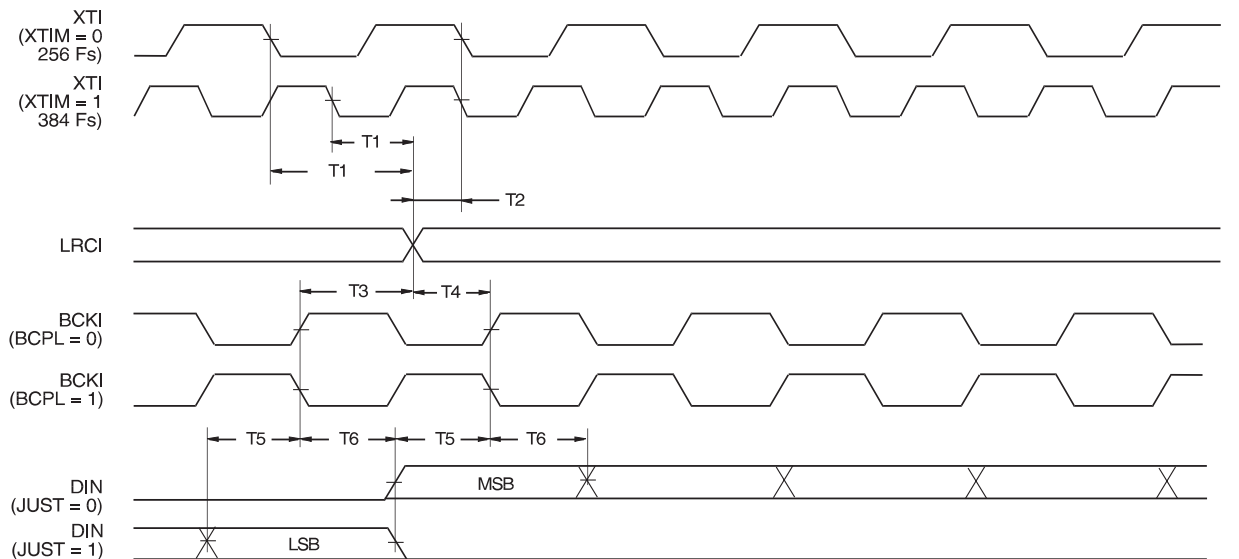 XTI
(XTIM = 0
256 Fs)
XTI
(XTIM = 1
384 Fs)
T1
T1
T2
LRCI
T3
T4
BCKI
(BCPL = 0)
BCKI
(BCPL = 1)
T5
T6
T5
T6
DIN
(JUST = 0)
MSB
DIN
(JUST = 1)
LSB